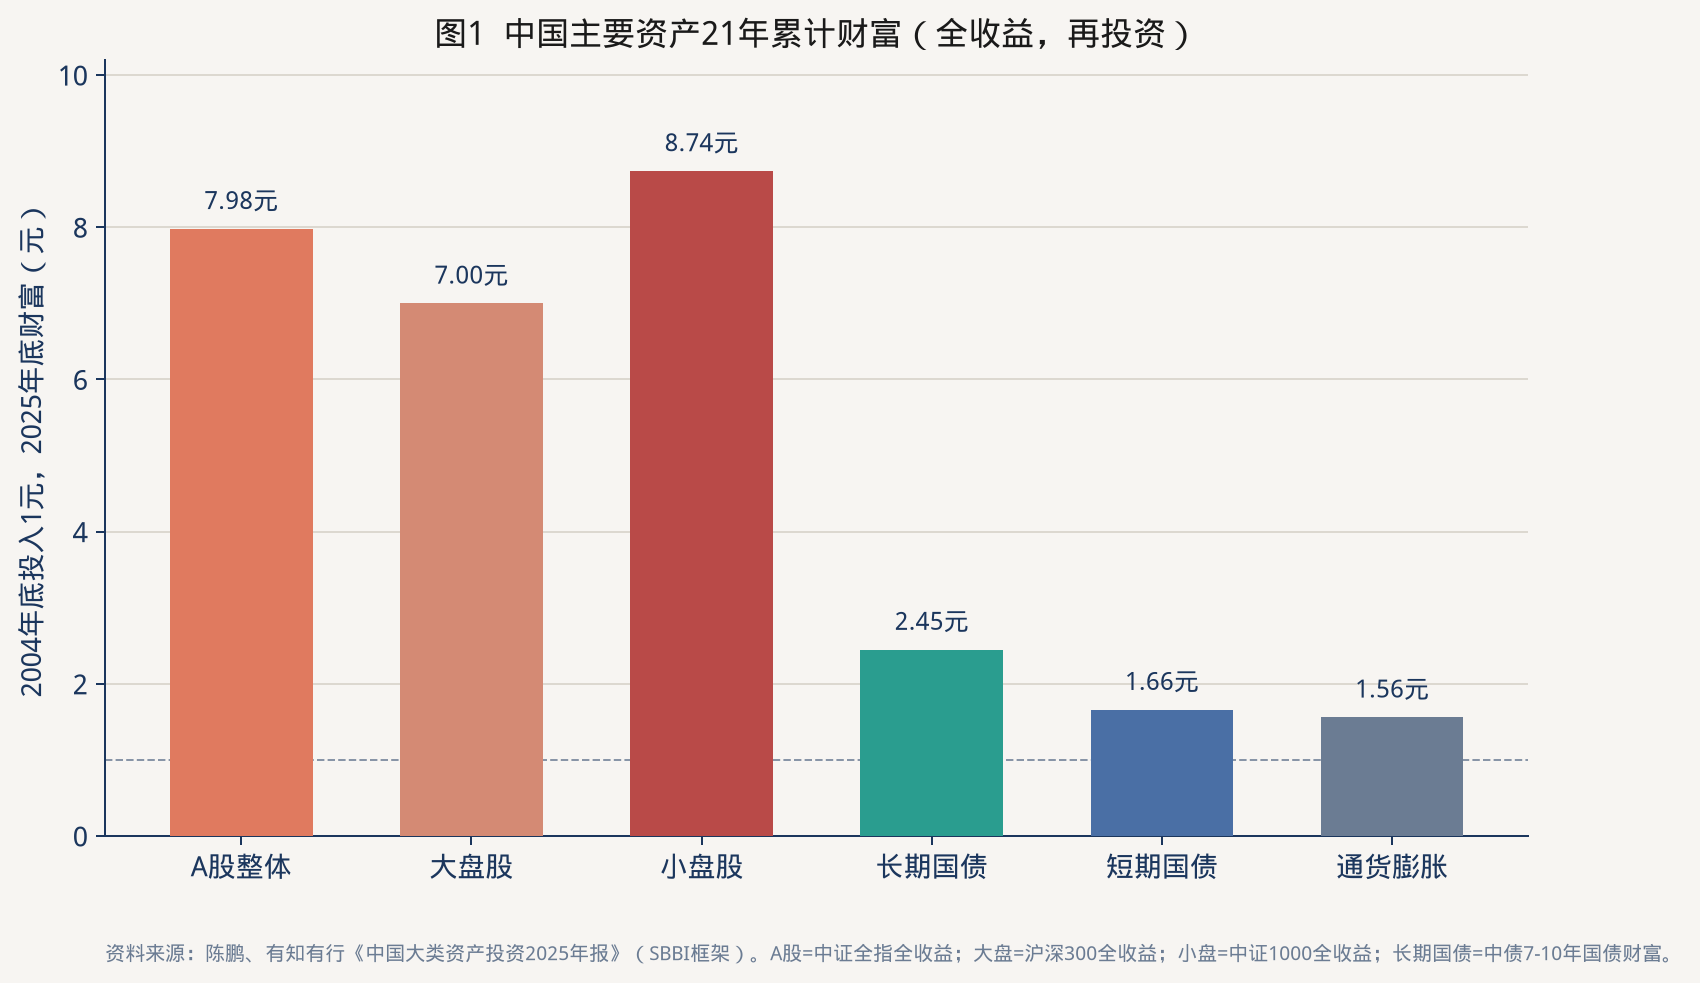 图1 中国主要资产21年累计财富（全收益，再投资）
2004年底投入1元，2025年底财富（元）
10
8
6
4
2
0
7.98元
7.00元
8.74元
2.45元
1.66元
1.56元
A股整体
大盘股
小盘股
长期国债
短期国债
通货膨胀
资料来源：陈鹏、有知有行《中国大类资产投资2025年报》（SBBI框架）。A股=中证全指全收益；大盘=沪深300全收益；小盘=中证1000全收益；长期国债=中债7-10年国债财富。